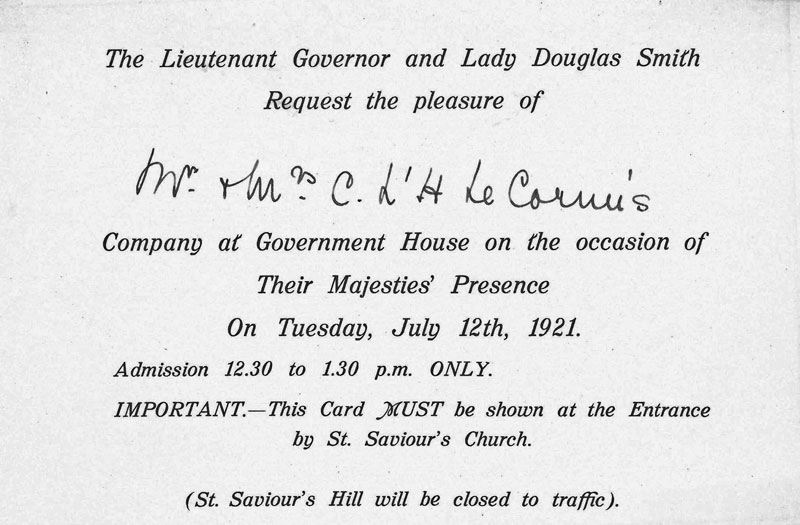 The Lieutenant Governor and Lady Douglas Smith
Request the pleasure of
Mr. & Mrs C. L'H Le Cornu's
Company at Government House on the occasion of
Their Majesties' Presence
On Tuesday, July 12th, 1921.
Admission 12.30 to 1.30 p.m. ONLY.
IMPORTANT.—This Card MUST be shown at the Entrance
by St. Saviour's Church.
(St. Saviour's Hill will be closed to traffic).